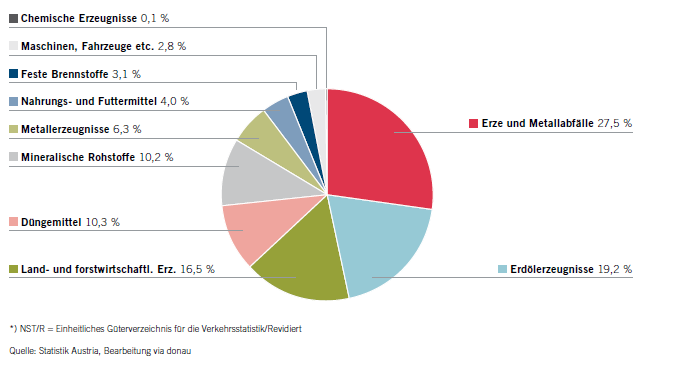 Chemische Erzeugnisse 0,1 %
Maschinen, Fahrzeuge etc. 2,8 %
Feste Brennstoffe 3,1 %
Nahrungs- und Futtermittel 4,0 %
Metallerzeugnisse 6,3 %
Mineralische Rohstoffe 10,2 %
Düngemittel 10,3 %
Land- und forstwirtschaftl. Erz. 16,5 %
Erze und Metallabfälle 27,5 %
Erdölerzeugnisse 19,2 %
*) NST/R = Einheitliches Güterverzeichnis für die Verkehrsstatistik/Revidiert
Quelle: Statistik Austria, Bearbeitung via donau